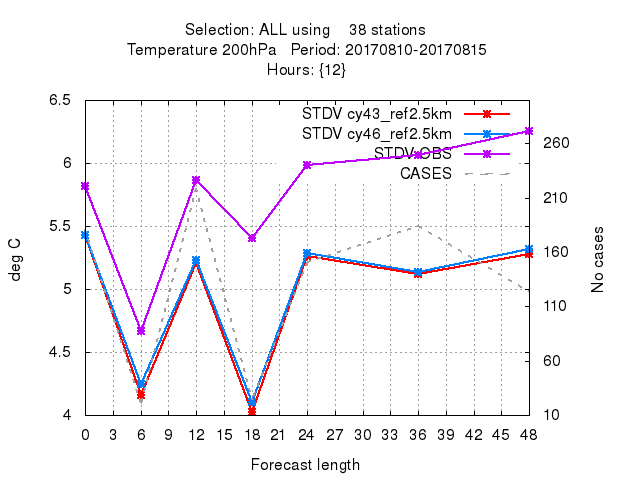 Selection: ALL using 38 stations
Temperature 200hPa Period: 20170810-20170815
Hours: {12}
STDV cy43_ref2.5km
STDV cy46_ref2.5km
STDV OBS
CASES
6.5
6
5.5
5
4.5
4
deg C
260
210
160
110
60
10
No cases
0 3 6 9 12 15 18 21 24 27 30 33 36 39 42 45 48
Forecast length